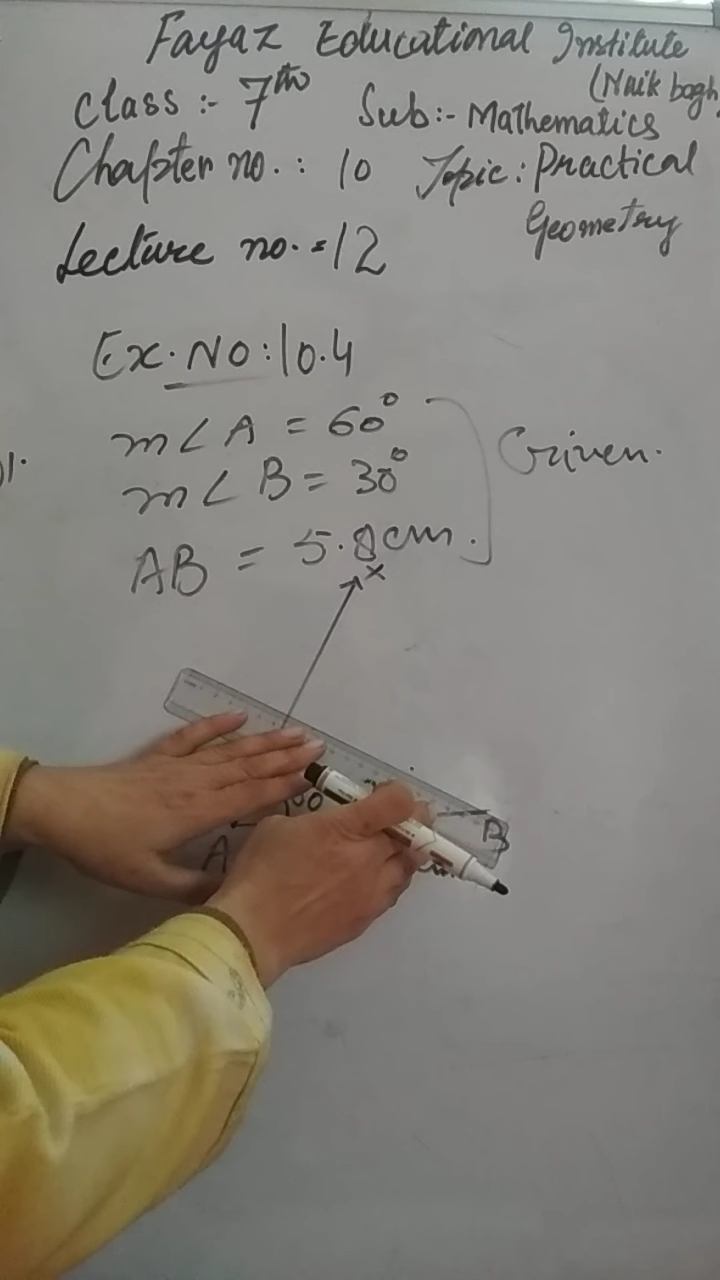 Fayaz Educational Institute
(Naik bagh
Class :- 7th Sub:- Mathematics
Chapter no. : 10 Topic : Practical
Geometry
Lecture no. = 12
Ex. No : 10.4
m∠A = 60°
m∠B = 30°
AB = 5.8cm.
Given.
X
A
B